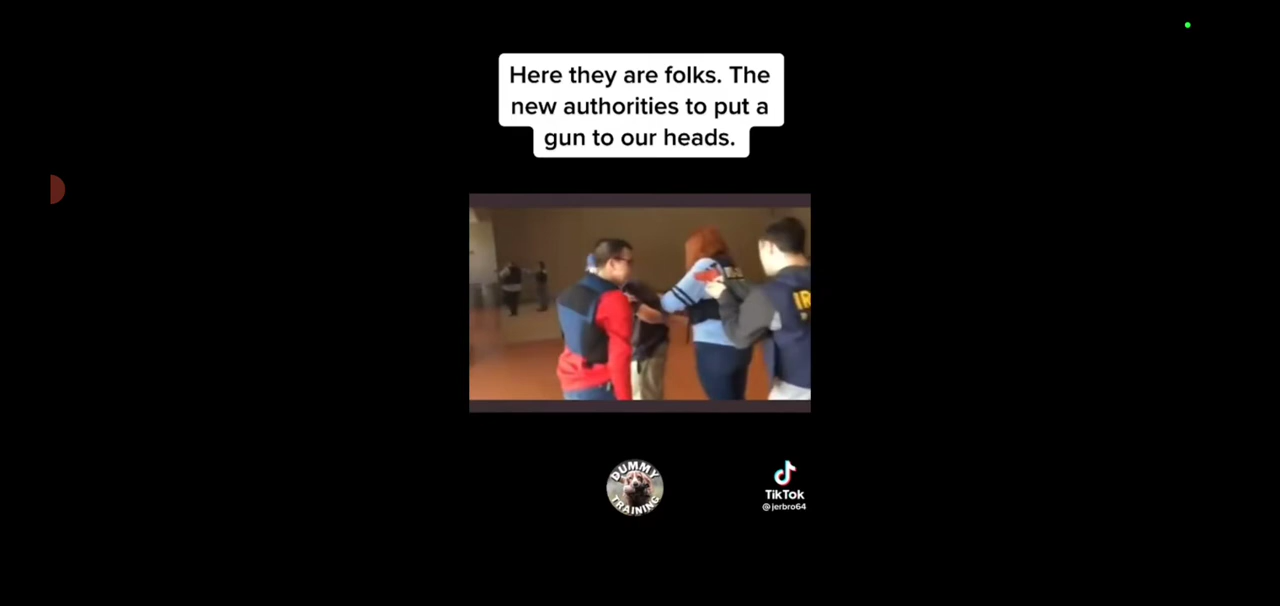 Here they are folks. The
new authorities to put a
gun to our heads.
DUMMY
TRAINING
TikTok
@jerbro64